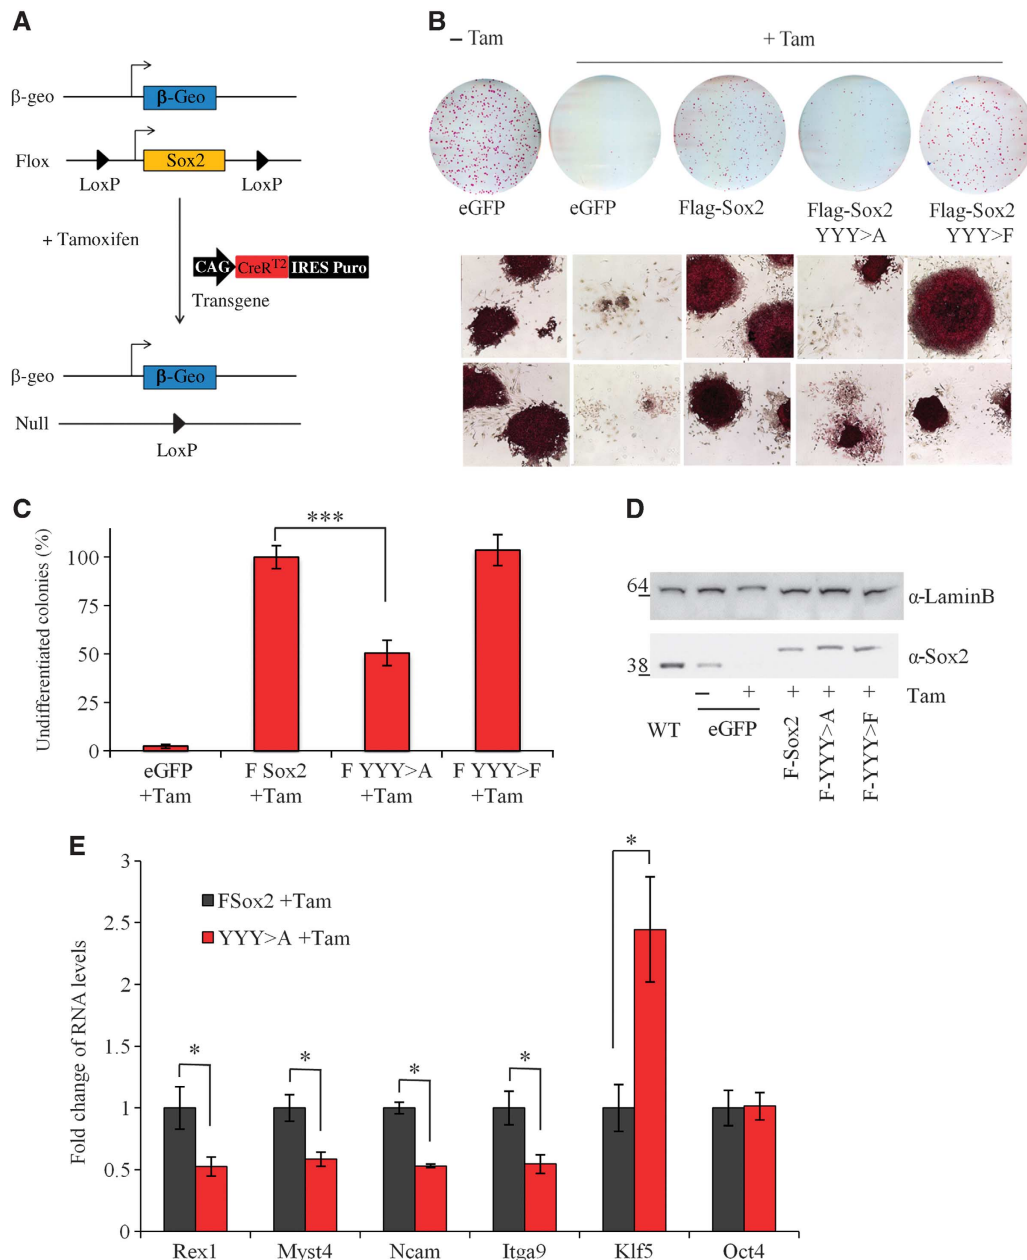 A
β-geo
β-Geo
Flox
Sox2
LoxP
LoxP
+ Tamoxifen
CAG CreR^T2 IRES Puro
Transgene
β-geo
β-Geo
Null
LoxP
B
– Tam
+ Tam
eGFP
eGFP
Flag-Sox2
Flag-Sox2
YYY>A
Flag-Sox2
YYY>F
C
Undifferentiated colonies (%)
100
75
50
25
0
***
eGFP
+Tam
F Sox2
+Tam
F YYY>A
+Tam
F YYY>F
+Tam
D
64
α-LaminB
38
α-Sox2
– + + + + Tam
WT
eGFP
F-Sox2
F-YYY>A
F-YYY>F
E
Fold change of RNA levels
3
2.5
2
1.5
1
0.5
0
FSox2 +Tam
YYY>A +Tam
* * * * *
Rex1 Myst4 Ncam Itga9 Klf5 Oct4